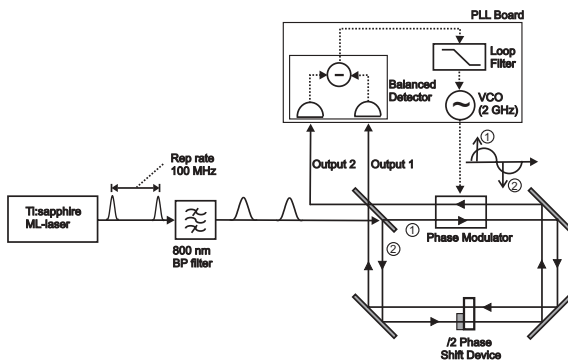 PLL Board
Loop
Filter
Balanced
Detector
−
VCO
(2 GHz)
~
①
②
Output 2
Output 1
Rep rate
100 MHz
Ti:sapphire
ML-laser
800 nm
BP filter
①
②
Phase Modulator
/2 Phase
Shift Device